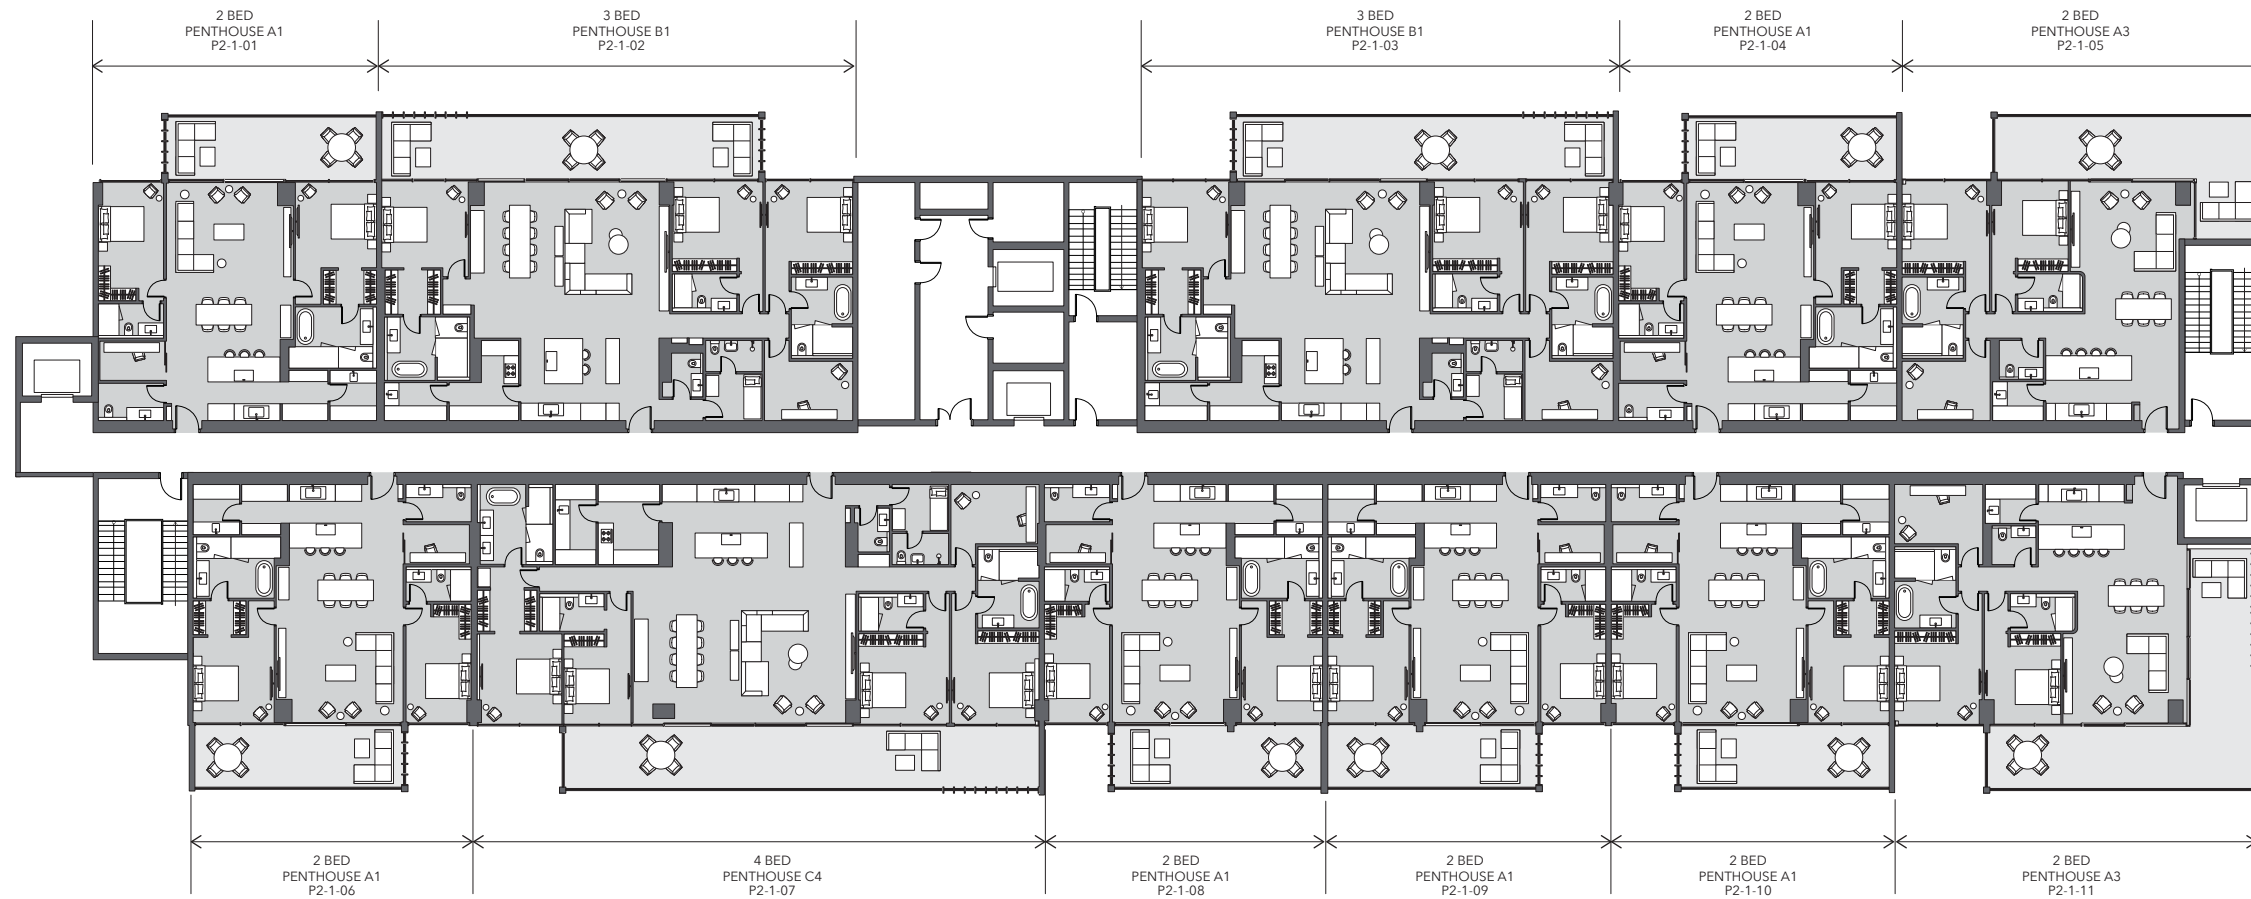 2 BED
PENTHOUSE A1
P2-1-01
3 BED
PENTHOUSE B1
P2-1-02
3 BED
PENTHOUSE B1
P2-1-03
2 BED
PENTHOUSE A1
P2-1-04
2 BED
PENTHOUSE A3
P2-1-05
2 BED
PENTHOUSE A1
P2-1-06
4 BED
PENTHOUSE C4
P2-1-07
2 BED
PENTHOUSE A1
P2-1-08
2 BED
PENTHOUSE A1
P2-1-09
2 BED
PENTHOUSE A1
P2-1-10
2 BED
PENTHOUSE A3
P2-1-11